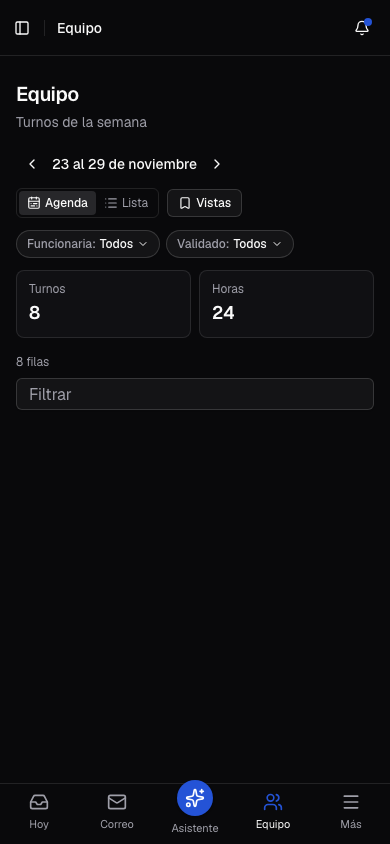 Equipo
Equipo
Turnos de la semana
23 al 29 de noviembre
Agenda Lista Vistas
Funcionaria: Todos Validado: Todos
Turnos Horas
8 24
8 filas
Filtrar
Hoy Correo Asistente Equipo Más